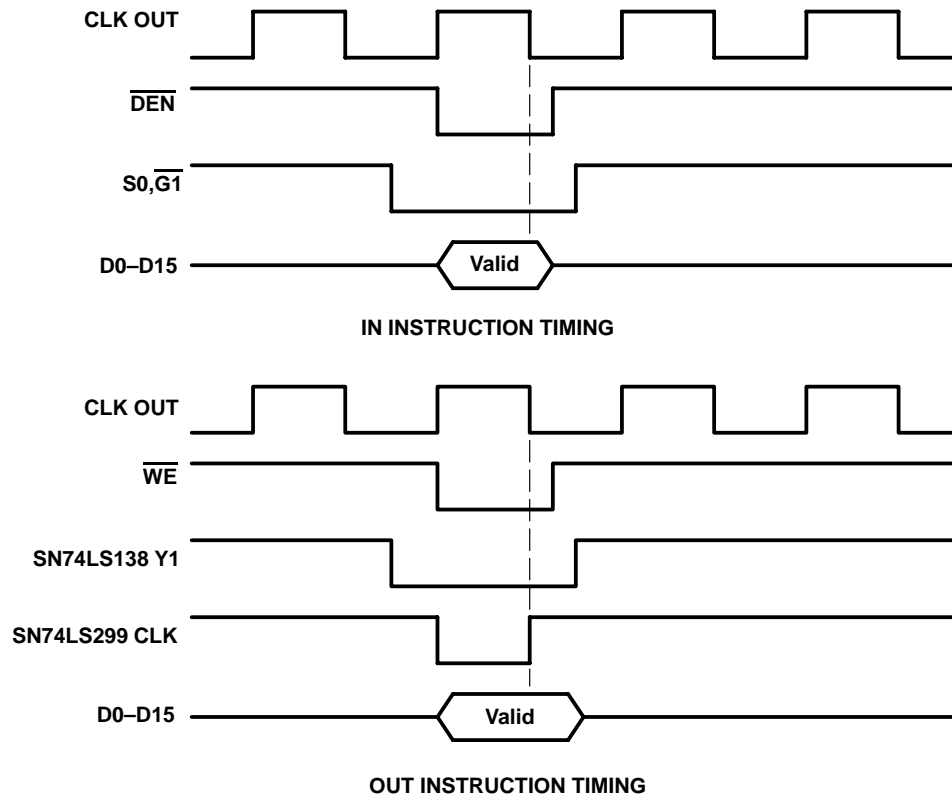 CLK OUT
DEN
S0,G1
D0–D15
Valid
IN INSTRUCTION TIMING
CLK OUT
WE
SN74LS138 Y1
SN74LS299 CLK
D0–D15
Valid
OUT INSTRUCTION TIMING